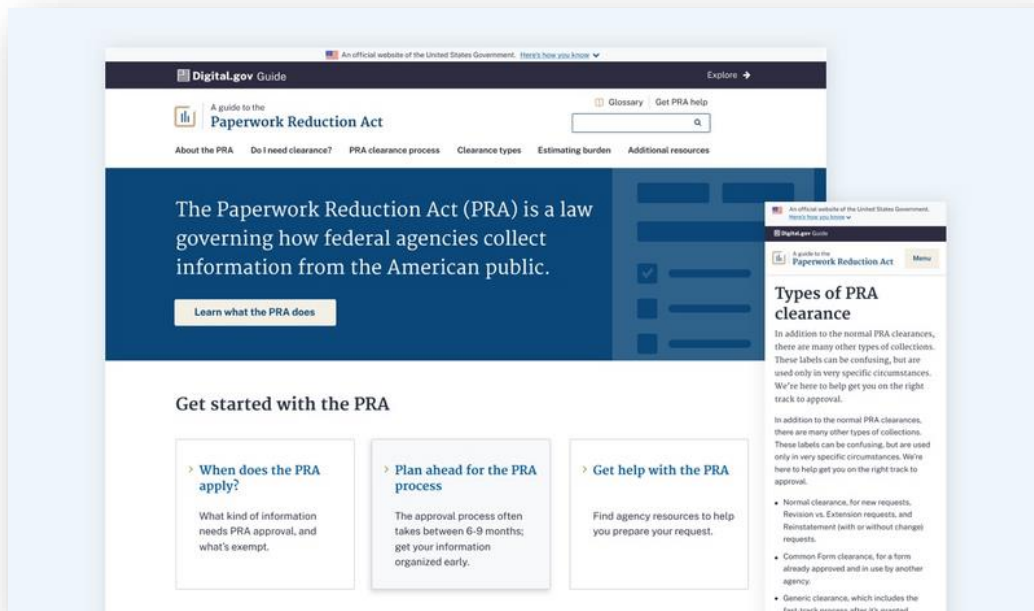 An official website of the United States Government. Here's how you know
Digital.gov Guide
Explore
A guide to the
Paperwork Reduction Act
Glossary
Get PRA help
About the PRA
Do I need clearance?
PRA clearance process
Clearance types
Estimating burden
Additional resources
The Paperwork Reduction Act (PRA) is a law
governing how federal agencies collect
information from the American public.
Learn what the PRA does
Get started with the PRA
When does the PRA
apply?
What kind of information
needs PRA approval, and
what's exempt.
Plan ahead for the PRA
process
The approval process often
takes between 6-9 months;
get your information
organized early.
Get help with the PRA
Find agency resources to help
you prepare your request.
An official website of the United States Government.
Here's how you know
Digital.gov Guide
A guide to the
Paperwork Reduction Act
Menu
Types of PRA
clearance
In addition to the normal PRA clearances,
there are many other types of collections.
These labels can be confusing, but are
used only in very specific circumstances.
We're here to help get you on the right
track to approval.
In addition to the normal PRA clearances,
there are many other types of collections.
These labels can be confusing, but are used
only in very specific circumstances. We're
here to help get you on the right track to
approval.
Normal clearance, for new requests,
Revision vs. Extension requests, and
Reinstatement (with or without change)
requests.
Common Form clearance, for a form
already approved and in use by another
agency.
Generic clearance, which includes the
fast-track process after it's granted